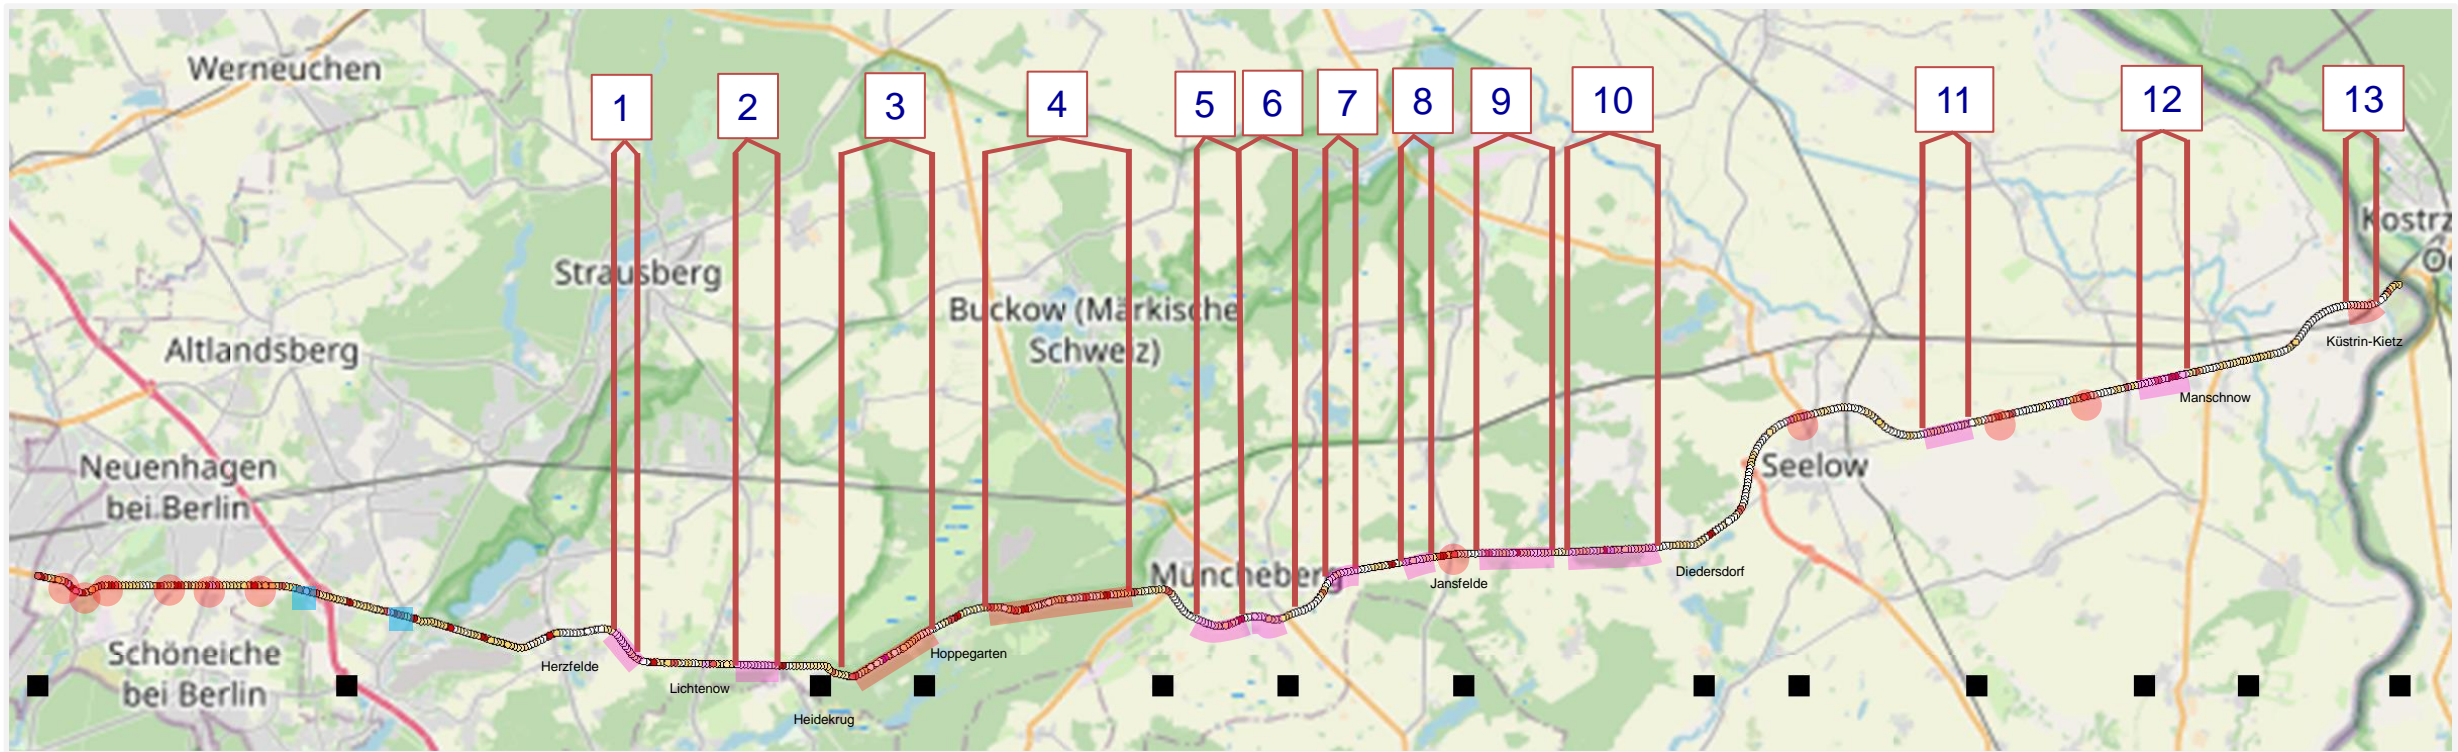 Werneuchen
1
2
3
4
5
6
7
8
9
10
11
12
13
Kostrz
Strausberg
Buckow (Märkische
Schweiz)
Altlandsberg
Küstrin-Kietz
Manschnow
Neuenhagen
bei Berlin
Seelow
Müncheberg
Jansfelde
Diedersdorf
Schöneiche
bei Berlin
Herzfelde
Hoppegarten
Lichtenow
Heidekrug